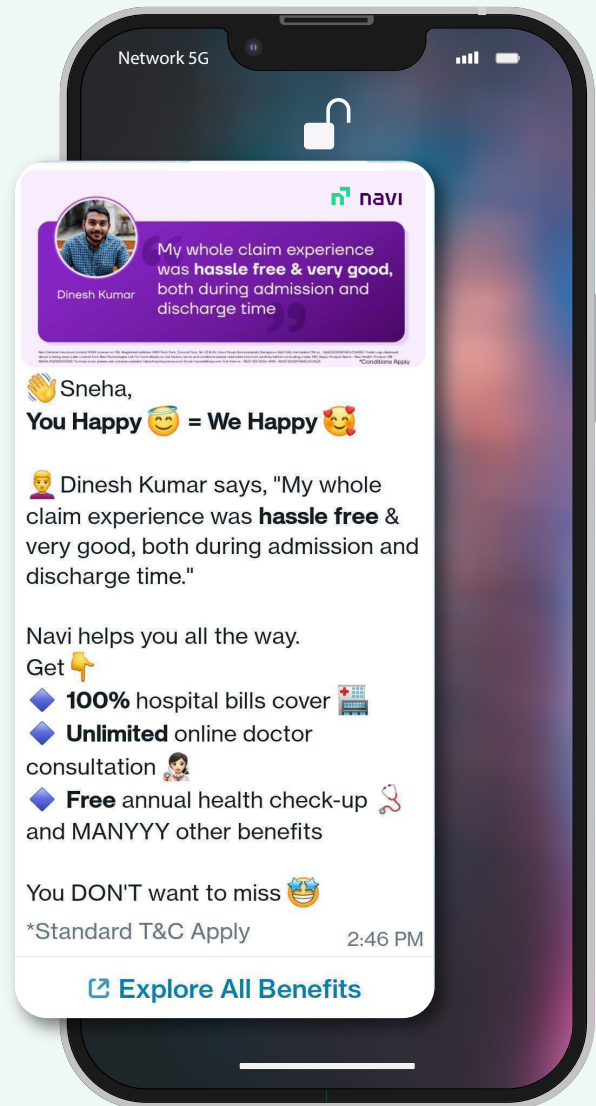 Network 5G
navi
My whole claim experience
was hassle free & very good,
both during admission and
discharge time
Dinesh Kumar
*Conditions Apply
👋Sneha,
You Happy 😇 = We Happy 🥰
👨‍🦰Dinesh Kumar says, "My whole
claim experience was hassle free &
very good, both during admission and
discharge time."
Navi helps you all the way.
Get👇
🔷 100% hospital bills cover 🏥
🔷 Unlimited online doctor
consultation 👩🏻‍⚕️
🔷 Free annual health check-up 🩺
and MANYYY other benefits
You DON'T want to miss 🤩
*Standard T&C Apply
2:46 PM
Explore All Benefits